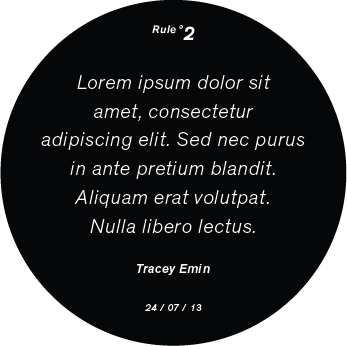 Rule °2
Lorem ipsum dolor sit
amet, consectetur
adipiscing elit. Sed nec purus
in ante pretium blandit.
Aliquam erat volutpat.
Nulla libero lectus.
Tracey Emin
24 / 07 / 13